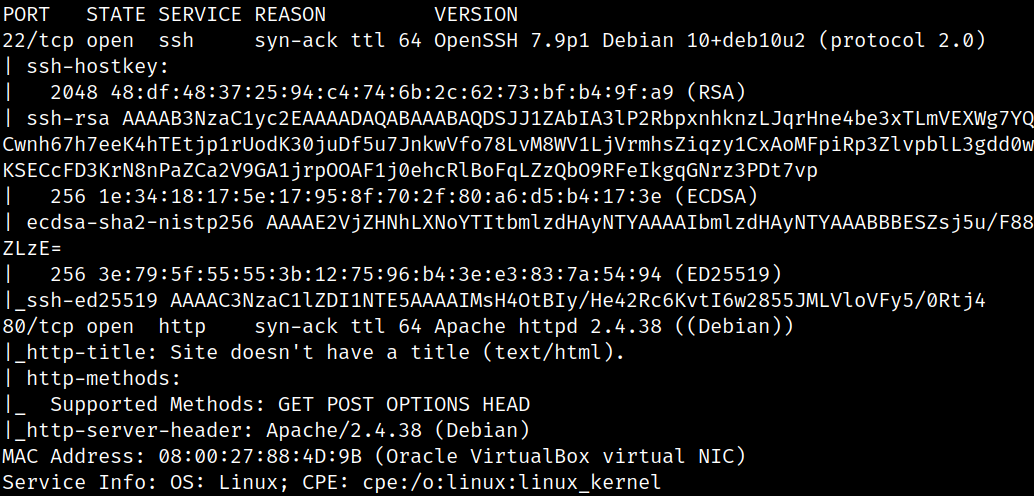 PORT   STATE SERVICE REASON         VERSION
22/tcp open  ssh     syn-ack ttl 64 OpenSSH 7.9p1 Debian 10+deb10u2 (protocol 2.0)
| ssh-hostkey:
|   2048 48:df:48:37:25:94:c4:74:6b:2c:62:73:bf:b4:9f:a9 (RSA)
| ssh-rsa AAAAB3NzaC1yc2EAAAADAQABAAABAQDSJJ1ZAbIA3lP2RbpxnhknzLJqrHne4be3xTLmVEXWg7YQ
Cwnh67h7eeK4hTEtjp1rUodK30juDf5u7JnkwVfo78LvM8WV1LjVrmhsZiqzy1CxAoMFpiRp3ZlvpblL3gdd0w
KSECcFD3KrN8nPaZCa2V9GA1jrpOOAF1j0ehcRlBoFqLZzQbO9RFeIkgqGNrz3PDt7vp
|   256 1e:34:18:17:5e:17:95:8f:70:2f:80:a6:d5:b4:17:3e (ECDSA)
| ecdsa-sha2-nistp256 AAAAE2VjZHNhLXNoYTItbmlzdHAyNTYAAAAIbmlzdHAyNTYAAABBBESZsj5u/F88
ZLzE=
|   256 3e:79:5f:55:55:3b:12:75:96:b4:3e:e3:83:7a:54:94 (ED25519)
|_ssh-ed25519 AAAAC3NzaC1lZDI1NTE5AAAAIMsH4OtBIy/He42Rc6KvtI6w2855JMLVloVFy5/0Rtj4
80/tcp open  http    syn-ack ttl 64 Apache httpd 2.4.38 ((Debian))
|_http-title: Site doesn't have a title (text/html).
| http-methods:
|_  Supported Methods: GET POST OPTIONS HEAD
|_http-server-header: Apache/2.4.38 (Debian)
MAC Address: 08:00:27:88:4D:9B (Oracle VirtualBox virtual NIC)
Service Info: OS: Linux; CPE: cpe:/o:linux:linux_kernel